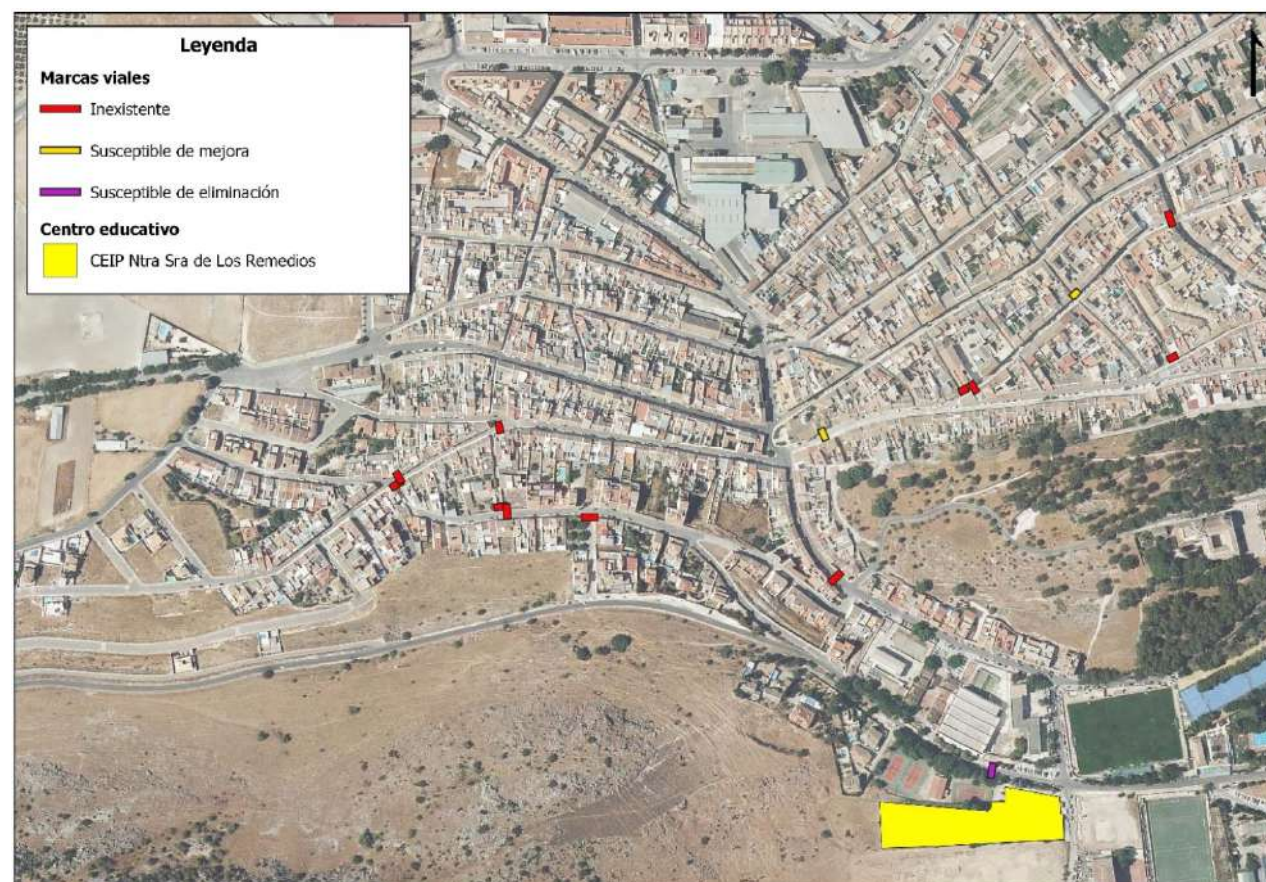 Leyenda
Marcas viales
Inexistente
Susceptible de mejora
Susceptible de eliminación
Centro educativo
CEIP Ntra Sra de Los Remedios